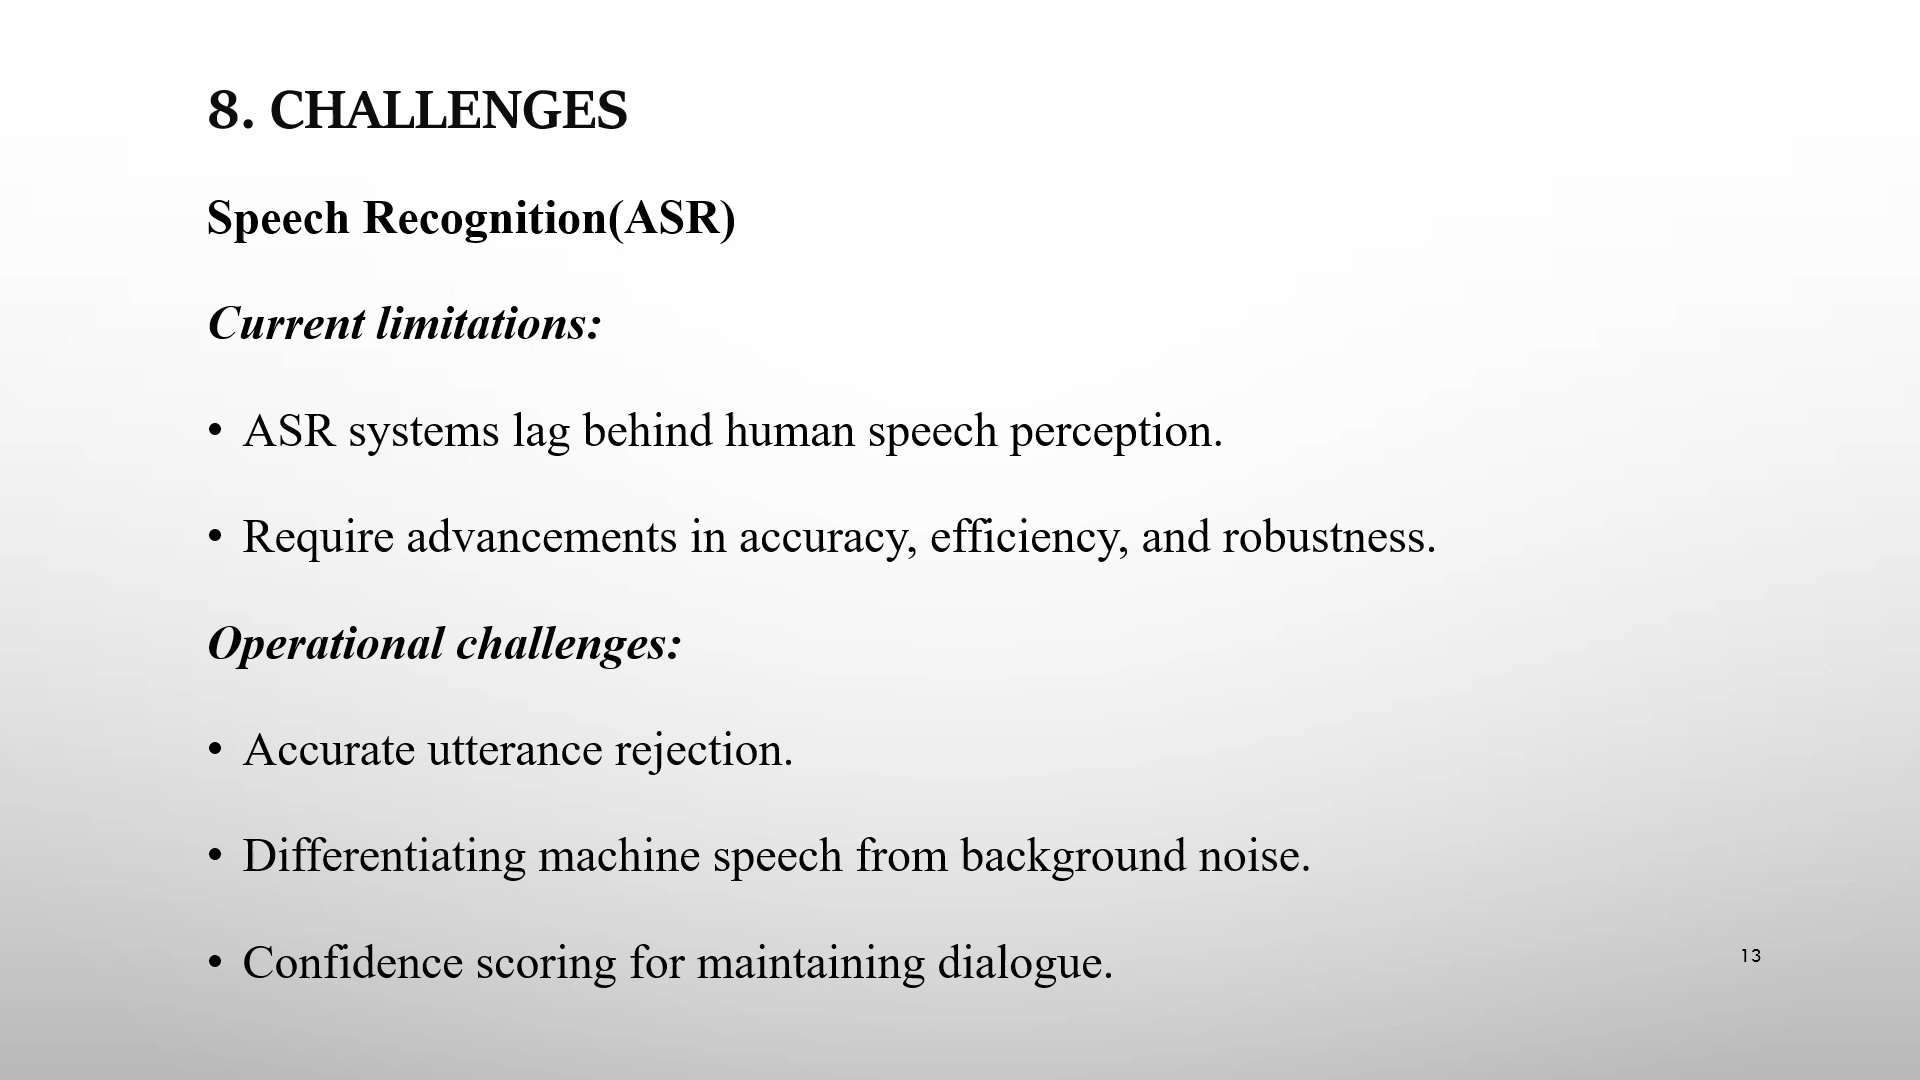 8. CHALLENGES
Speech Recognition(ASR)
Current limitations:
• ASR systems lag behind human speech perception.
• Require advancements in accuracy, efficiency, and robustness.
Operational challenges:
• Accurate utterance rejection.
• Differentiating machine speech from background noise.
• Confidence scoring for maintaining dialogue.
13